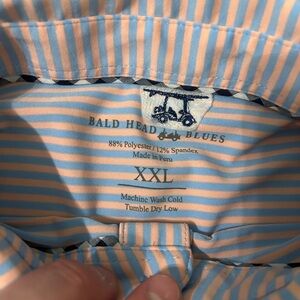 BALD HEAD BLUES
88% Polyester/12% Spandex
Made in Peru
XXL
Machine Wash Cold
Tumble Dry Low